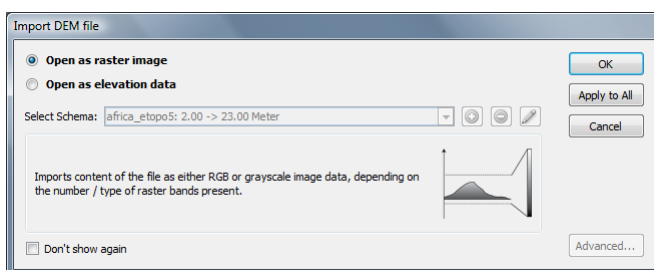 Import DEM file
Open as raster image
OK
Open as elevation data
Apply to All
Select Schema: africa_etopo5: 2.00 -> 23.00 Meter
Cancel
Imports content of the file as either RGB or grayscale image data, depending on
the number / type of raster bands present.
Don't show again
Advanced...